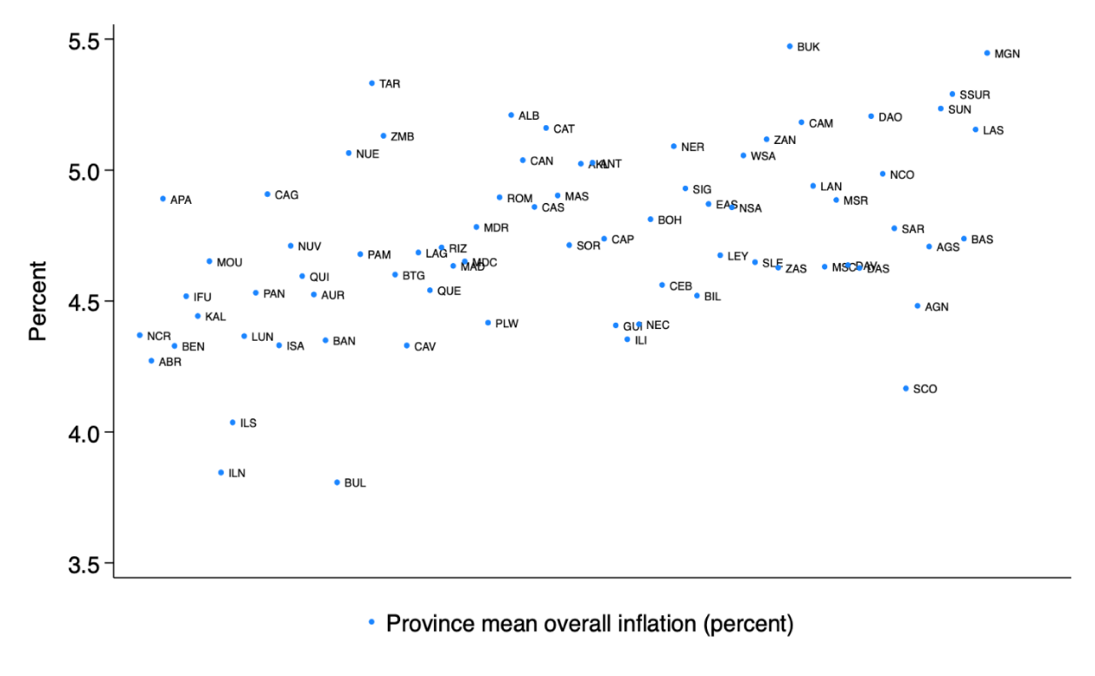 5.5
BUK
MGN
TAR
SSUR
SUN
ALB
DAO
CAM
CAT
LAS
ZMB
ZAN
NER
NUE
WSA
CAN
AKL
ANT
5.0
NCO
SIG
LAN
CAG
APA
ROM
MAS
MSR
CAS
EAS
NSA
BOH
MDR
SAR
CAP
BAS
SOR
NUV
RIZ
AGS
LAG
PAM
LEY
MOU
MAD
MDC
SLE
ZAS
MSC
DAV
DAS
QUI
BTG
CEB
QUE
PAN
AUR
IFU
BIL
4.5
AGN
KAL
PLW
GUI
NEC
NCR
LUN
ILI
BAN
BEN
ISA
CAV
ABR
SCO
ILS
4.0
ILN
BUL
3.5
Percent
Province mean overall inflation (percent)